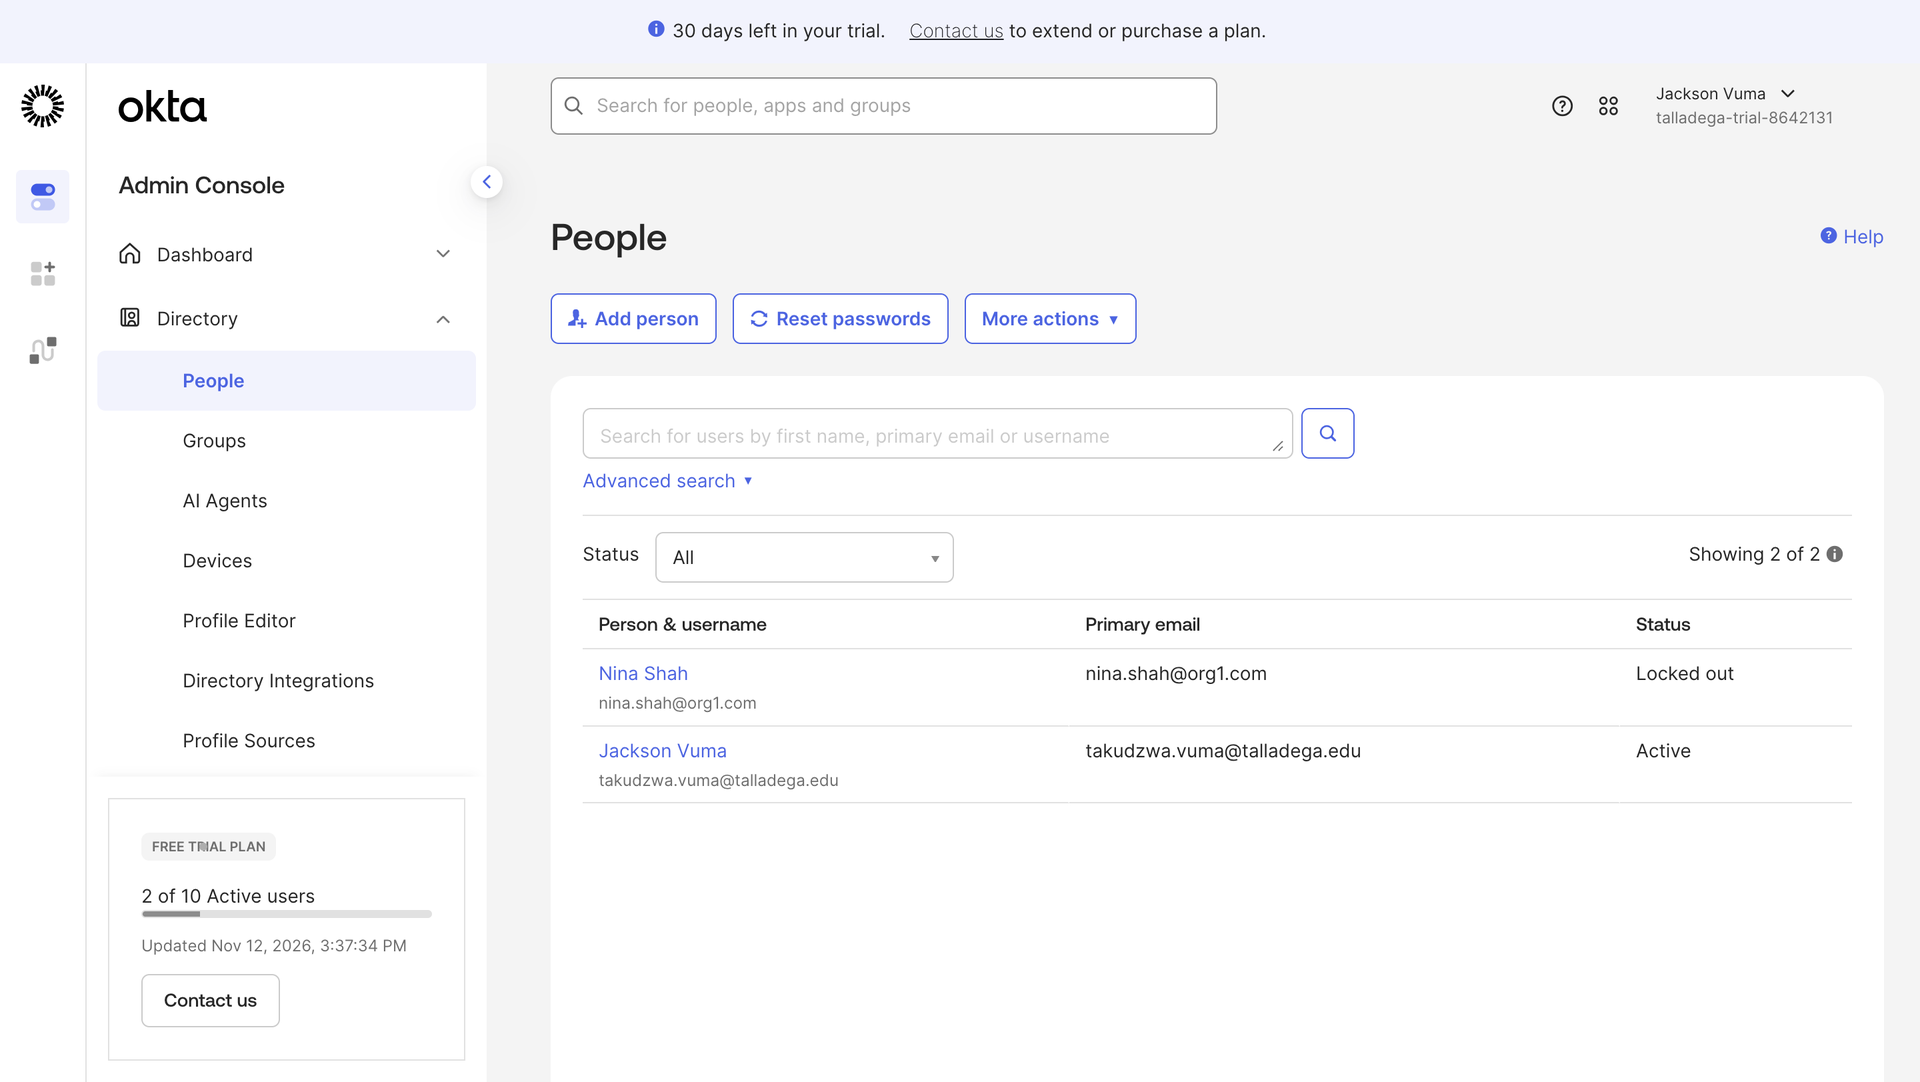 30 days left in your trial. Contact us to extend or purchase a plan.
okta
Search for people, apps and groups
Jackson Vuma
talladega-trial-8642131
Admin Console
Dashboard
Directory
People
Groups
AI Agents
Devices
Profile Editor
Directory Integrations
Profile Sources
FREE TRIAL PLAN
2 of 10 Active users
Updated Nov 12, 2026, 3:37:34 PM
Contact us
People
Help
Add person
Reset passwords
More actions
Search for users by first name, primary email or username
Advanced search
Status
All
Showing 2 of 2
Person & username Primary email Status
Nina Shah nina.shah@org1.com Locked out
nina.shah@org1.com
Jackson Vuma takudzwa.vuma@talladega.edu Active
takudzwa.vuma@talladega.edu